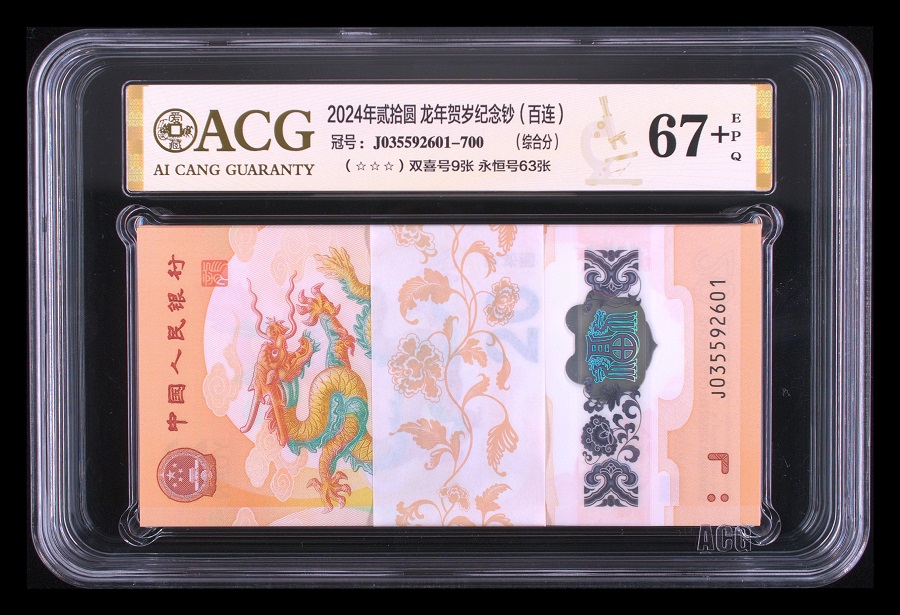 ACG
AI CANG GUARANTY
2024年贰拾圆 龙年贺岁纪念钞（百连）
冠号：J035592601-700 （综合分）
（☆☆☆）双喜号9张 永恒号63张
67+
EPQ
中国人民银行
J035592601
ACG